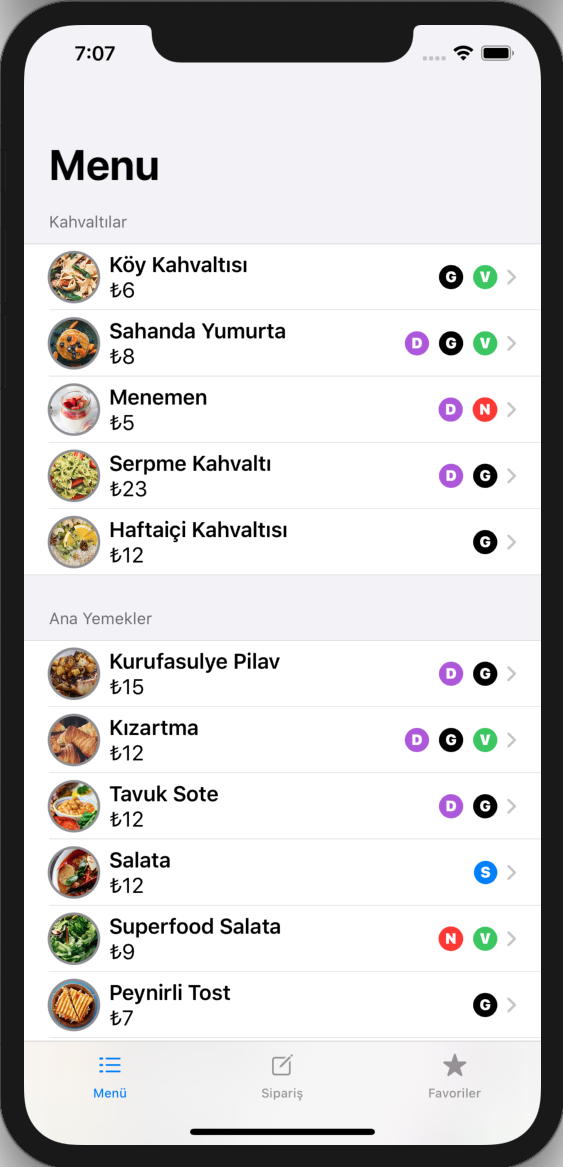 7:07
Menu
Kahvaltılar
Köy Kahvaltısı
₺6
G V
Sahanda Yumurta
₺8
D G V
Menemen
₺5
D N
Serpme Kahvaltı
₺23
D G
Haftaiçi Kahvaltısı
₺12
G
Ana Yemekler
Kurufasulye Pilav
₺15
D G
Kızartma
₺12
D G V
Tavuk Sote
₺12
D G
Salata
₺12
S
Superfood Salata
₺9
N V
Peynirli Tost
₺7
G
Menü
Sipariş
Favoriler